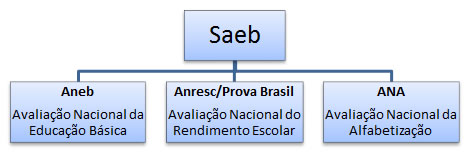 Saeb
Aneb
Avaliação Nacional da
Educação Básica
Anresc/Prova Brasil
Avaliação Nacional do
Rendimento Escolar
ANA
Avaliação Nacional da
Alfabetização